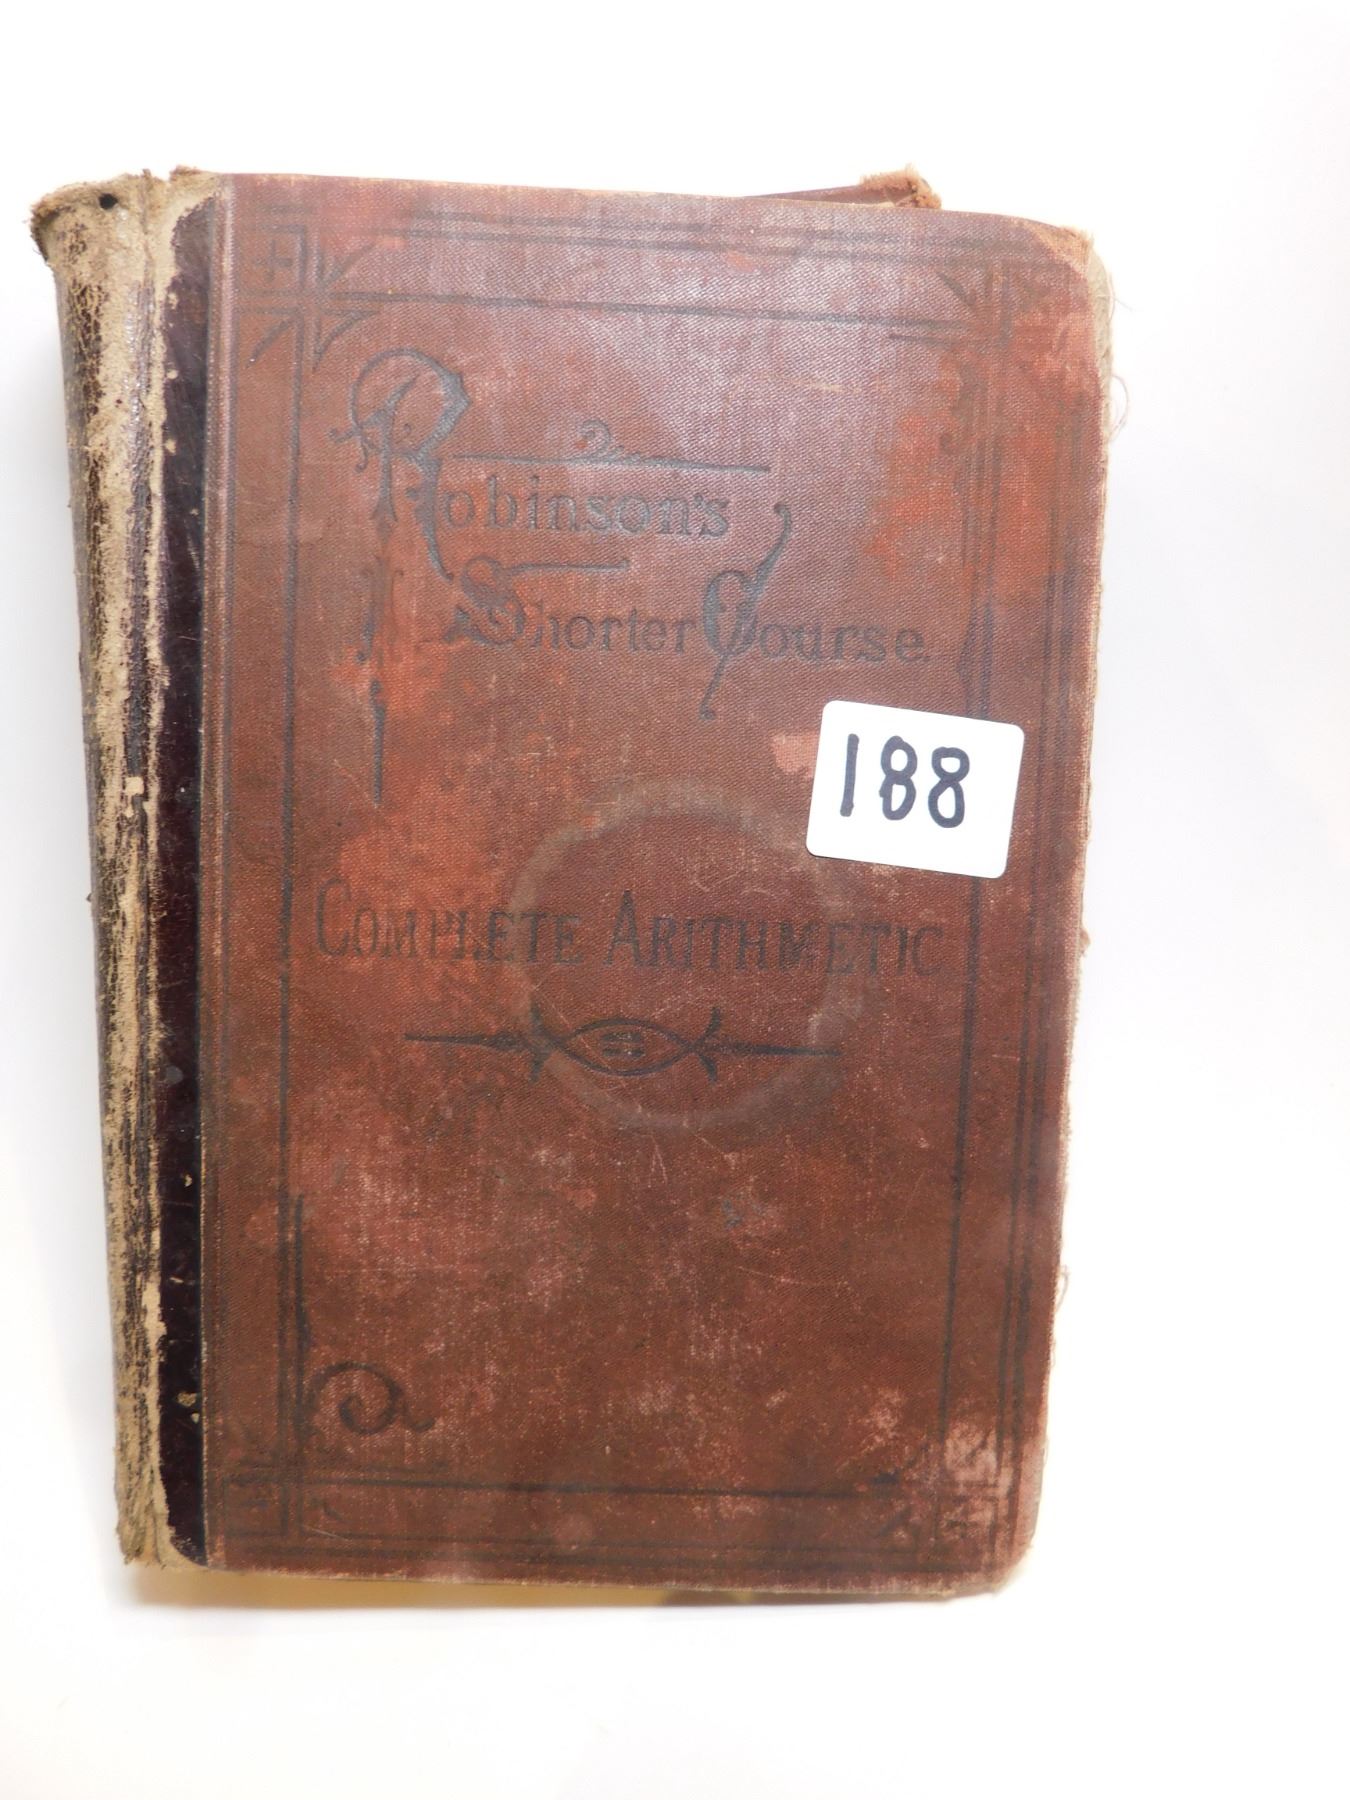 Robinson's
Shorter Course.
188
COMPLETE ARITHMETIC